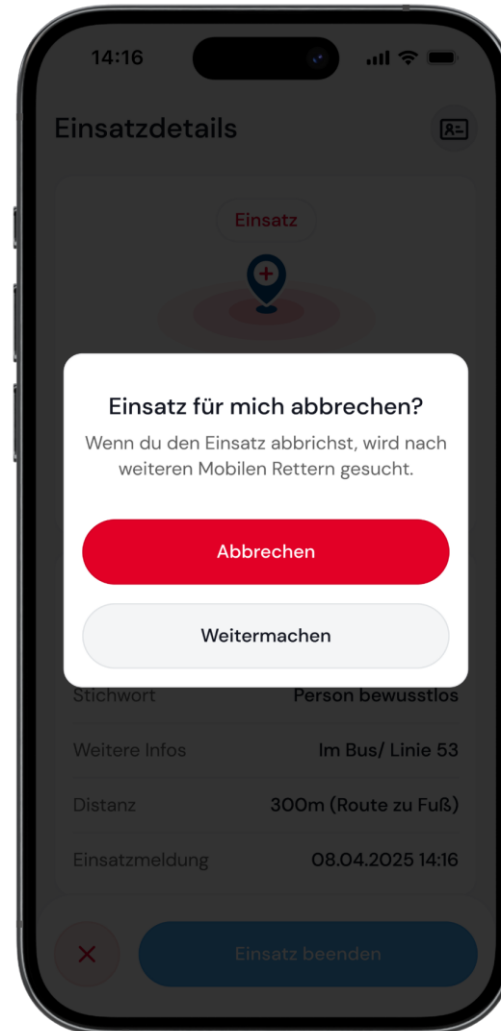 14:16
Einsatzdetails
Einsatz
Einsatz für mich abbrechen?
Wenn du den Einsatz abbrichst, wird nach
weiteren Mobilen Rettern gesucht.
Abbrechen
Weitermachen
Stichwort Person bewusstlos
Weitere Infos Im Bus/ Linie 53
Distanz 300m (Route zu Fuß)
Einsatzmeldung 08.04.2025 14:16
Einsatz beenden